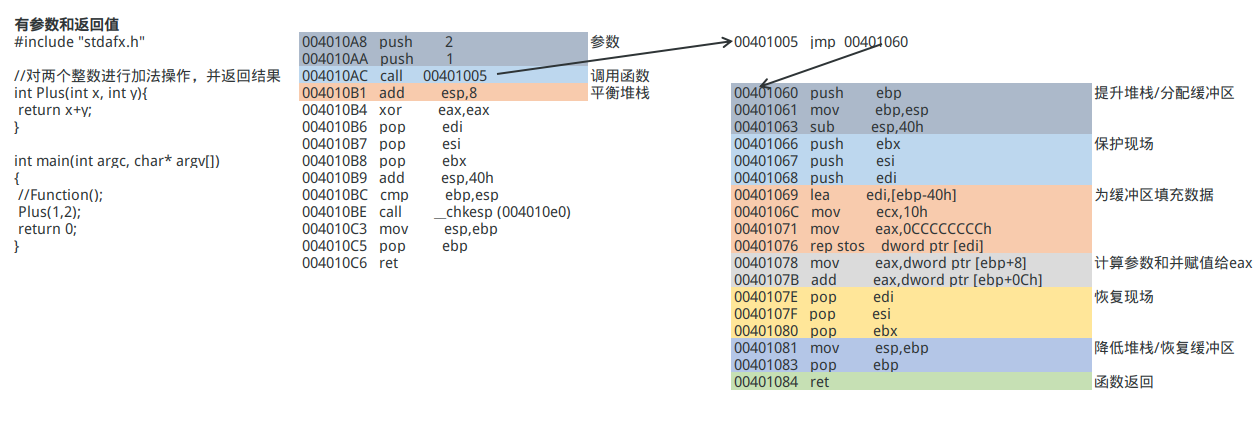 有参数和返回值
#include "stdafx.h"
//对两个整数进行加法操作，并返回结果
int Plus(int x, int y){
return x+y;
}
int main(int argc, char* argv[])
{
//Function();
Plus(1,2);
return 0;
}
004010A8 push 2 参数
004010AA push 1
004010AC call 00401005 调用函数
004010B1 add esp,8 平衡堆栈
004010B4 xor eax,eax
004010B6 pop edi
004010B7 pop esi
004010B8 pop ebx
004010B9 add esp,40h
004010BC cmp ebp,esp
004010BE call __chkesp (004010e0)
004010C3 mov esp,ebp
004010C5 pop ebp
004010C6 ret
00401005 jmp 00401060
00401060 push ebp 提升堆栈/分配缓冲区
00401061 mov ebp,esp
00401063 sub esp,40h
00401066 push ebx 保护现场
00401067 push esi
00401068 push edi
00401069 lea edi,[ebp-40h] 为缓冲区填充数据
0040106C mov ecx,10h
00401071 mov eax,0CCCCCCCCh
00401076 rep stos dword ptr [edi]
00401078 mov eax,dword ptr [ebp+8] 计算参数和并赋值给eax
0040107B add eax,dword ptr [ebp+0Ch]
0040107E pop edi 恢复现场
0040107F pop esi
00401080 pop ebx
00401081 mov esp,ebp 降低堆栈/恢复缓冲区
00401083 pop ebp
00401084 ret 函数返回